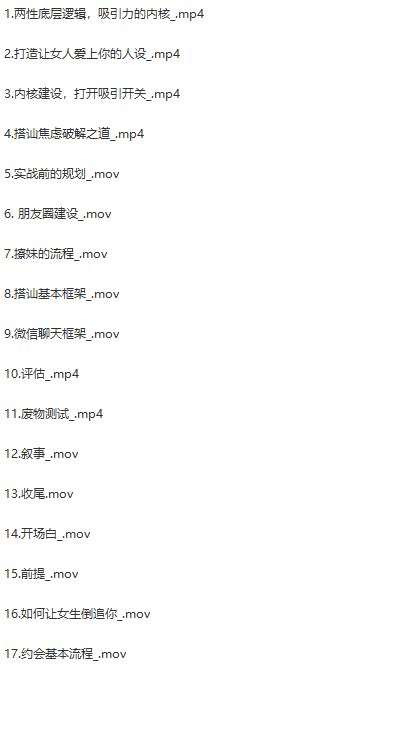 1.两性底层逻辑，吸引力的内核_.mp4
2.打造让女人爱上你的人设_.mp4
3.内核建设，打开吸引开关_.mp4
4.搭讪焦虑破解之道_.mp4
5.实战前的规划_.mov
6. 朋友圈建设_.mov
7.撩妹的流程_.mov
8.搭讪基本框架_.mov
9.微信聊天框架_.mov
10.评估_.mp4
11.废物测试_.mp4
12.叙事_.mov
13.收尾.mov
14.开场白_.mov
15.前提_.mov
16.如何让女生倒追你_.mov
17.约会基本流程_.mov